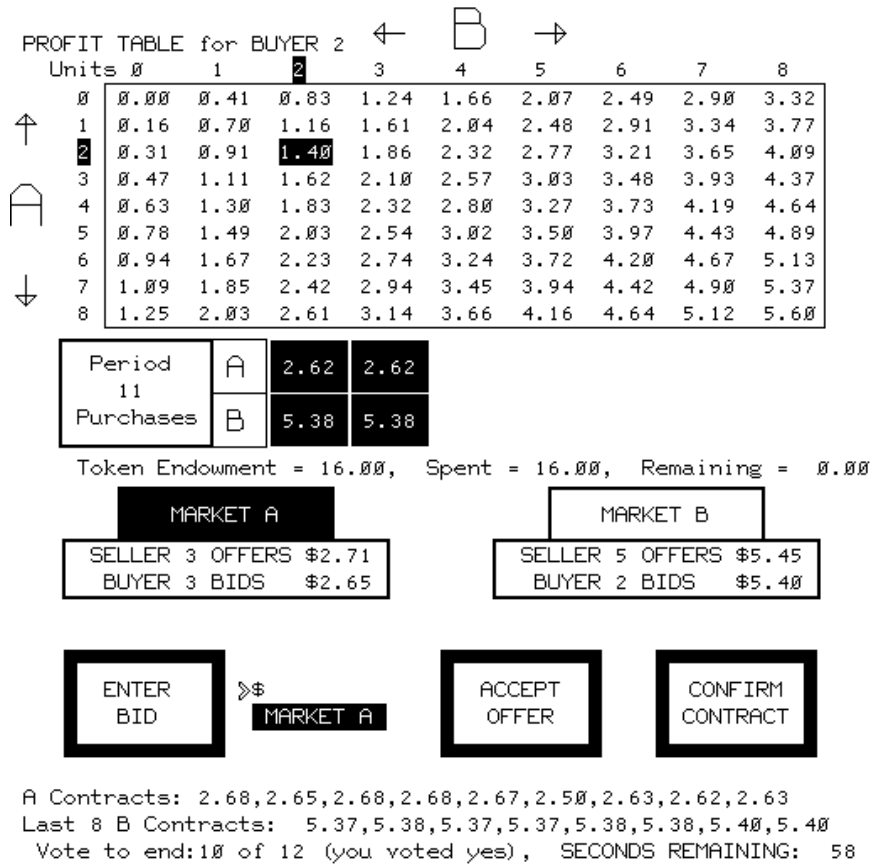 ← B →
PROFIT TABLE for BUYER 2
Units 0 1 2 3 4 5 6 7 8
0 0.00 0.41 0.83 1.24 1.66 2.07 2.49 2.90 3.32
1 0.16 0.70 1.16 1.61 2.04 2.48 2.91 3.34 3.77
2 0.31 0.91 1.40 1.86 2.32 2.77 3.21 3.65 4.09
3 0.47 1.11 1.62 2.10 2.57 3.03 3.48 3.93 4.37
A 4 0.63 1.30 1.83 2.32 2.80 3.27 3.73 4.19 4.64
5 0.78 1.49 2.03 2.54 3.02 3.50 3.97 4.43 4.89
6 0.94 1.67 2.23 2.74 3.24 3.72 4.20 4.67 5.13
7 1.09 1.85 2.42 2.94 3.45 3.94 4.42 4.90 5.37
8 1.25 2.03 2.61 3.14 3.66 4.16 4.64 5.12 5.60
Period
11
Purchases
A 2.62 2.62
B 5.38 5.38
Token Endowment = 16.00, Spent = 16.00, Remaining = 0.00
MARKET A
SELLER 3 OFFERS $2.71
BUYER 3 BIDS $2.65
MARKET B
SELLER 5 OFFERS $5.45
BUYER 2 BIDS $5.40
ENTER
BID
>$
MARKET A
ACCEPT
OFFER
CONFIRM
CONTRACT
A Contracts: 2.68,2.65,2.68,2.68,2.67,2.50,2.63,2.62,2.63
Last 8 B Contracts: 5.37,5.38,5.37,5.37,5.38,5.38,5.40,5.40
Vote to end:10 of 12 (you voted yes), SECONDS REMAINING: 58